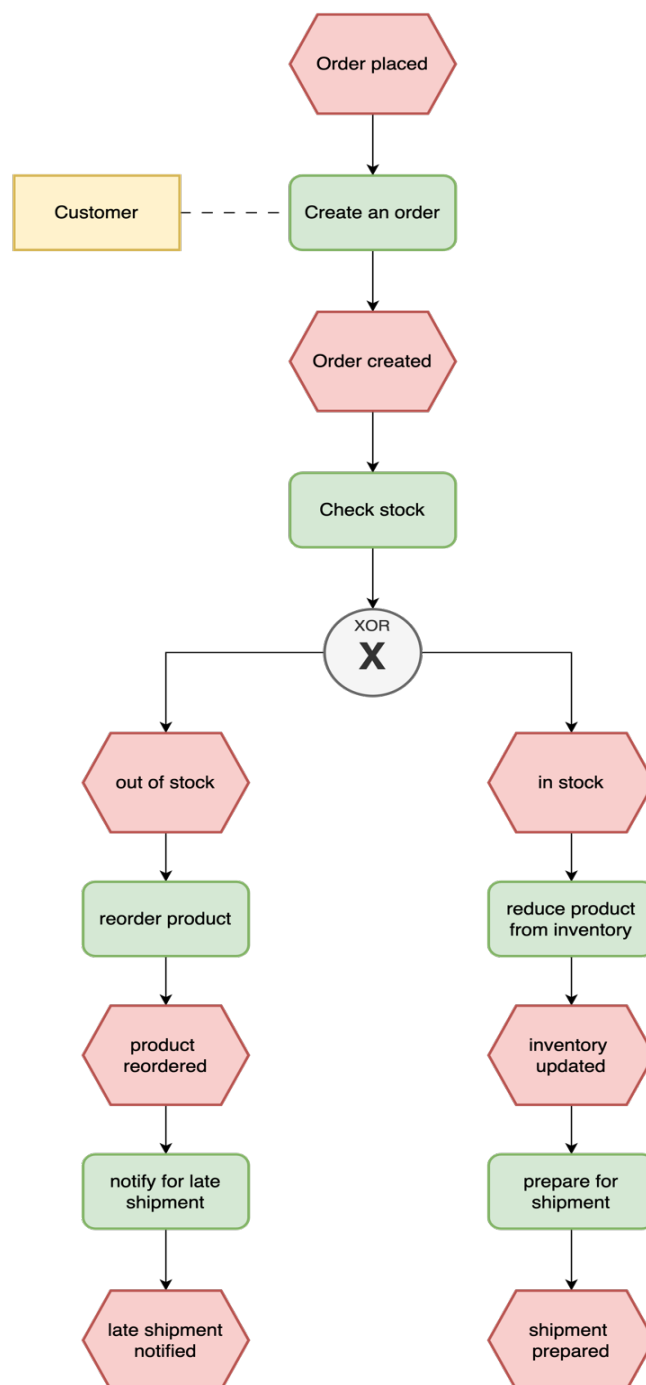 Order placed
Customer
Create an order
Order created
Check stock
XOR
X
out of stock
in stock
reorder product
reduce product
from inventory
product
reordered
inventory
updated
notify for late
shipment
prepare for
shipment
late shipment
notified
shipment
prepared